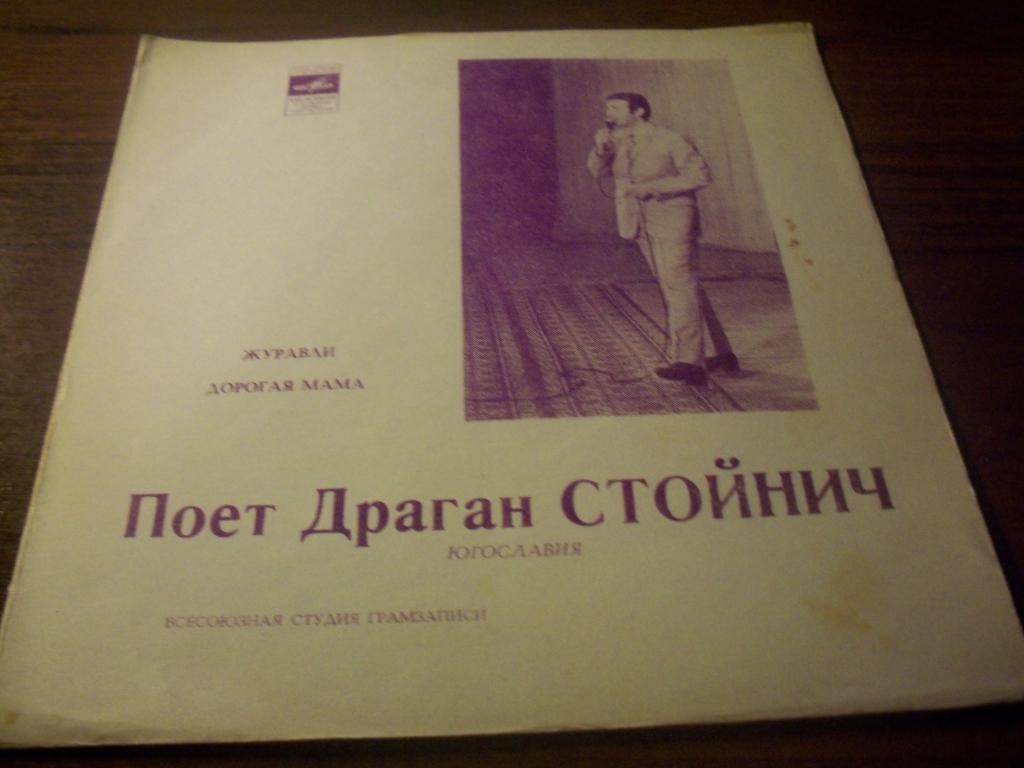 ЖУРАВЛИ
ДОРОГАЯ МАМА
Поет Драган СТОЙНИЧ
ЮГОСЛАВИЯ
ВСЕСОЮЗНАЯ СТУДИЯ ГРАМЗАПИСИ